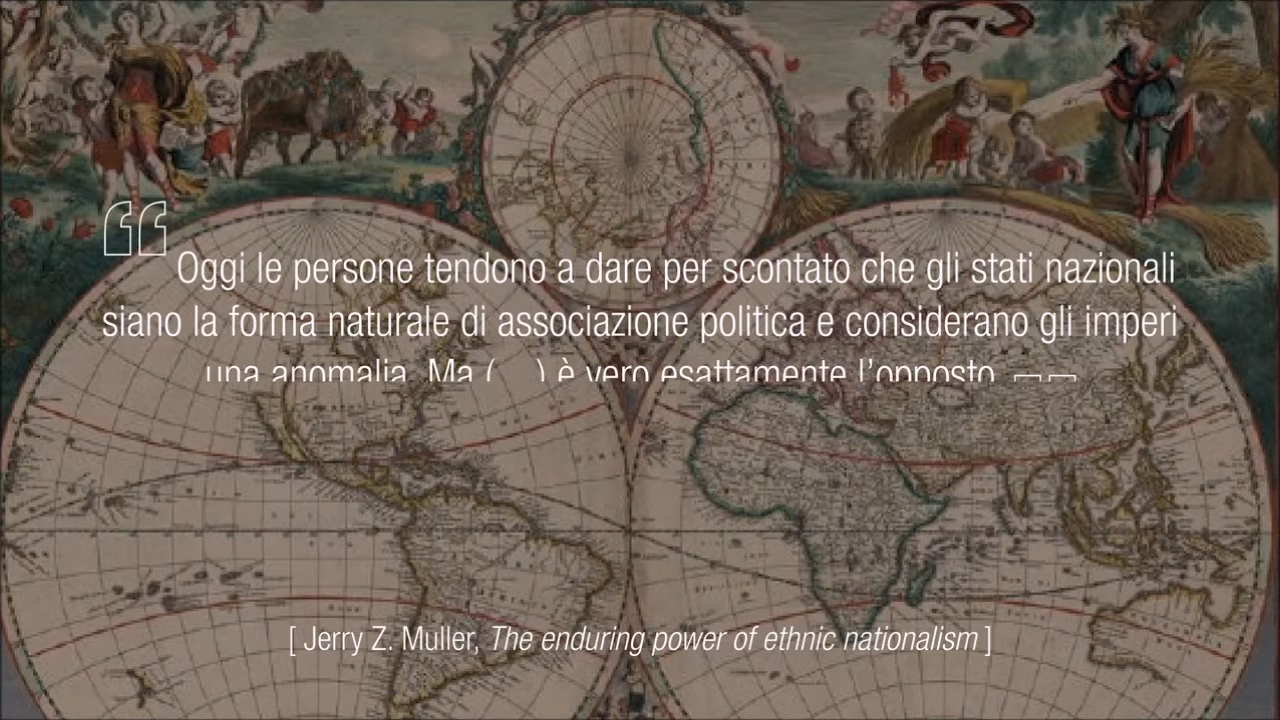 “ Oggi le persone tendono a dare per scontato che gli stati nazionali
siano la forma naturale di associazione politica e considerano gli imperi
una anomalia. Ma (...) è vero esattamente l’opposto.
[ Jerry Z. Muller, The enduring power of ethnic nationalism ]